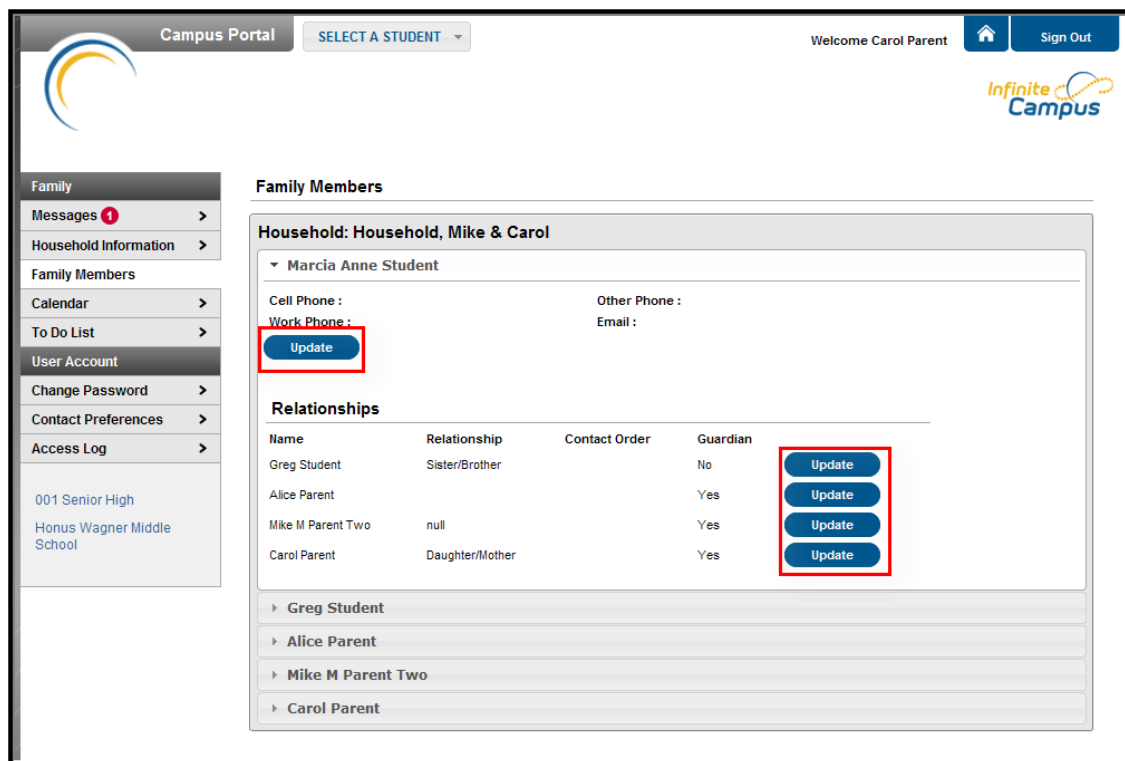 Campus Portal
SELECT A STUDENT
Welcome Carol Parent
Sign Out
Infinite
Campus
Family
Messages 1
Household Information
Family Members
Calendar
To Do List
User Account
Change Password
Contact Preferences
Access Log
001 Senior High
Honus Wagner Middle
School
Family Members
Household: Household, Mike & Carol
Marcia Anne Student
Cell Phone : Other Phone :
Work Phone : Email :
Update
Relationships
Name Relationship Contact Order Guardian
Greg Student Sister/Brother No Update
Alice Parent Yes Update
Mike M Parent Two null Yes Update
Carol Parent Daughter/Mother Yes Update
Greg Student
Alice Parent
Mike M Parent Two
Carol Parent